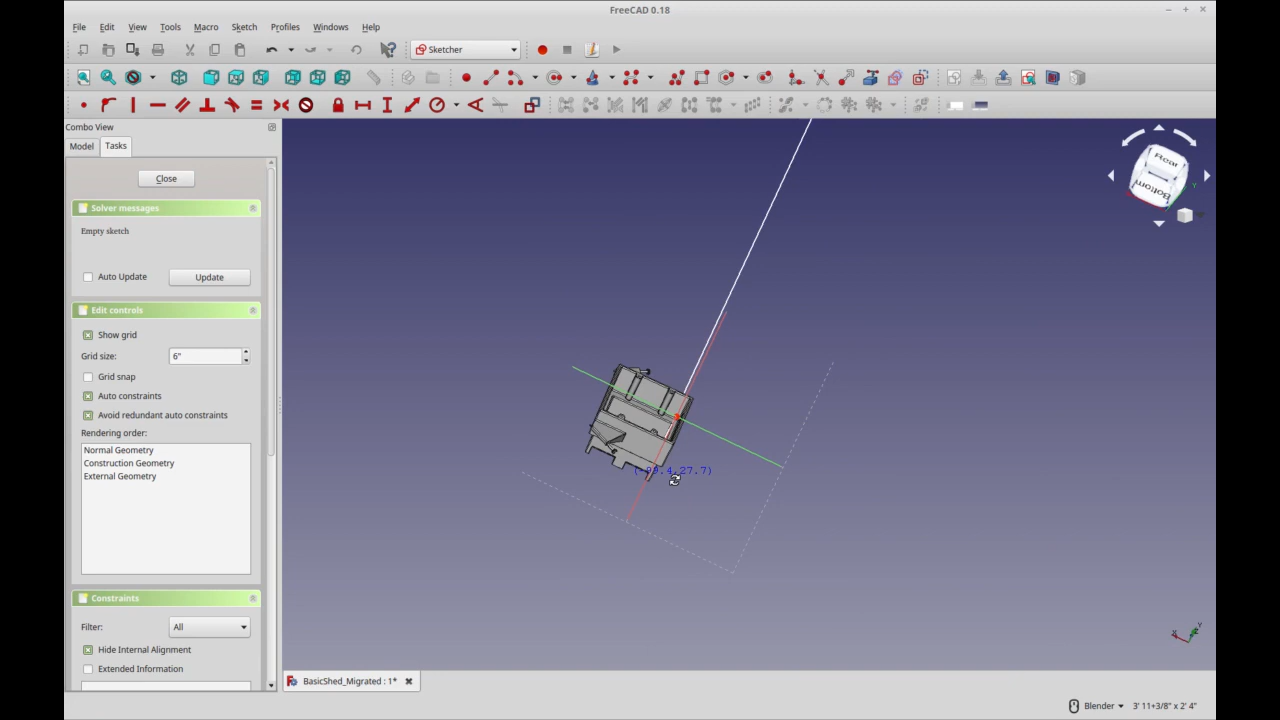 FreeCAD 0.18
File Edit View Tools Macro Sketch Profiles Windows Help
Sketcher
Combo View
Model Tasks
Close
Solver messages
Empty sketch
Auto Update Update
Edit controls
Show grid
Grid size: 6"
Grid snap
Auto constraints
Avoid redundant auto constraints
Rendering order:
Normal Geometry
Construction Geometry
External Geometry
Constraints
Filter: All
Hide Internal Alignment
Extended Information
Rear
Bottom
Y
X Y
BasicShed_Migrated : 1*
Blender 3' 11+3/8" x 2' 4"